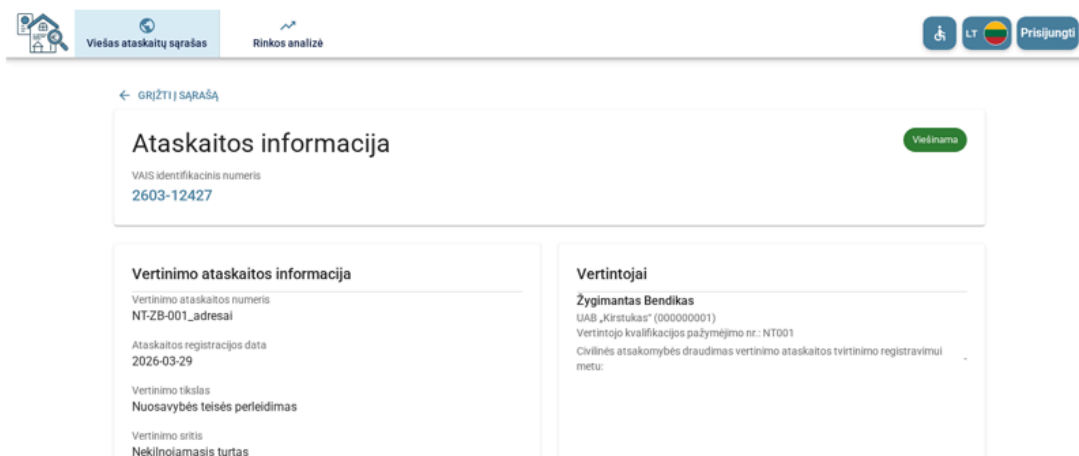 Viešas ataskaitų sąrašas
Rinkos analizė
LT
Prisijungti
GRĮŽTI Į SĄRAŠĄ
Ataskaitos informacija
Viešinama
VAIS identifikacinis numeris
2603-12427
Vertinimo ataskaitos informacija
Vertinimo ataskaitos numeris
NT-ZB-001_adresai
Ataskaitos registracijos data
2026-03-29
Vertinimo tikslas
Nuosavybės teisės perleidimas
Vertinimo sritis
Nekilnojamasis turtas
Vertintojai
Žygimantas Bendikas
UAB „Kirstukas“ (000000001)
Vertintojo kvalifikacijos pažymėjimo nr.: NT001
Civilinės atsakomybės draudimas vertinimo ataskaitos tvirtinimo registravimui
metu:
-